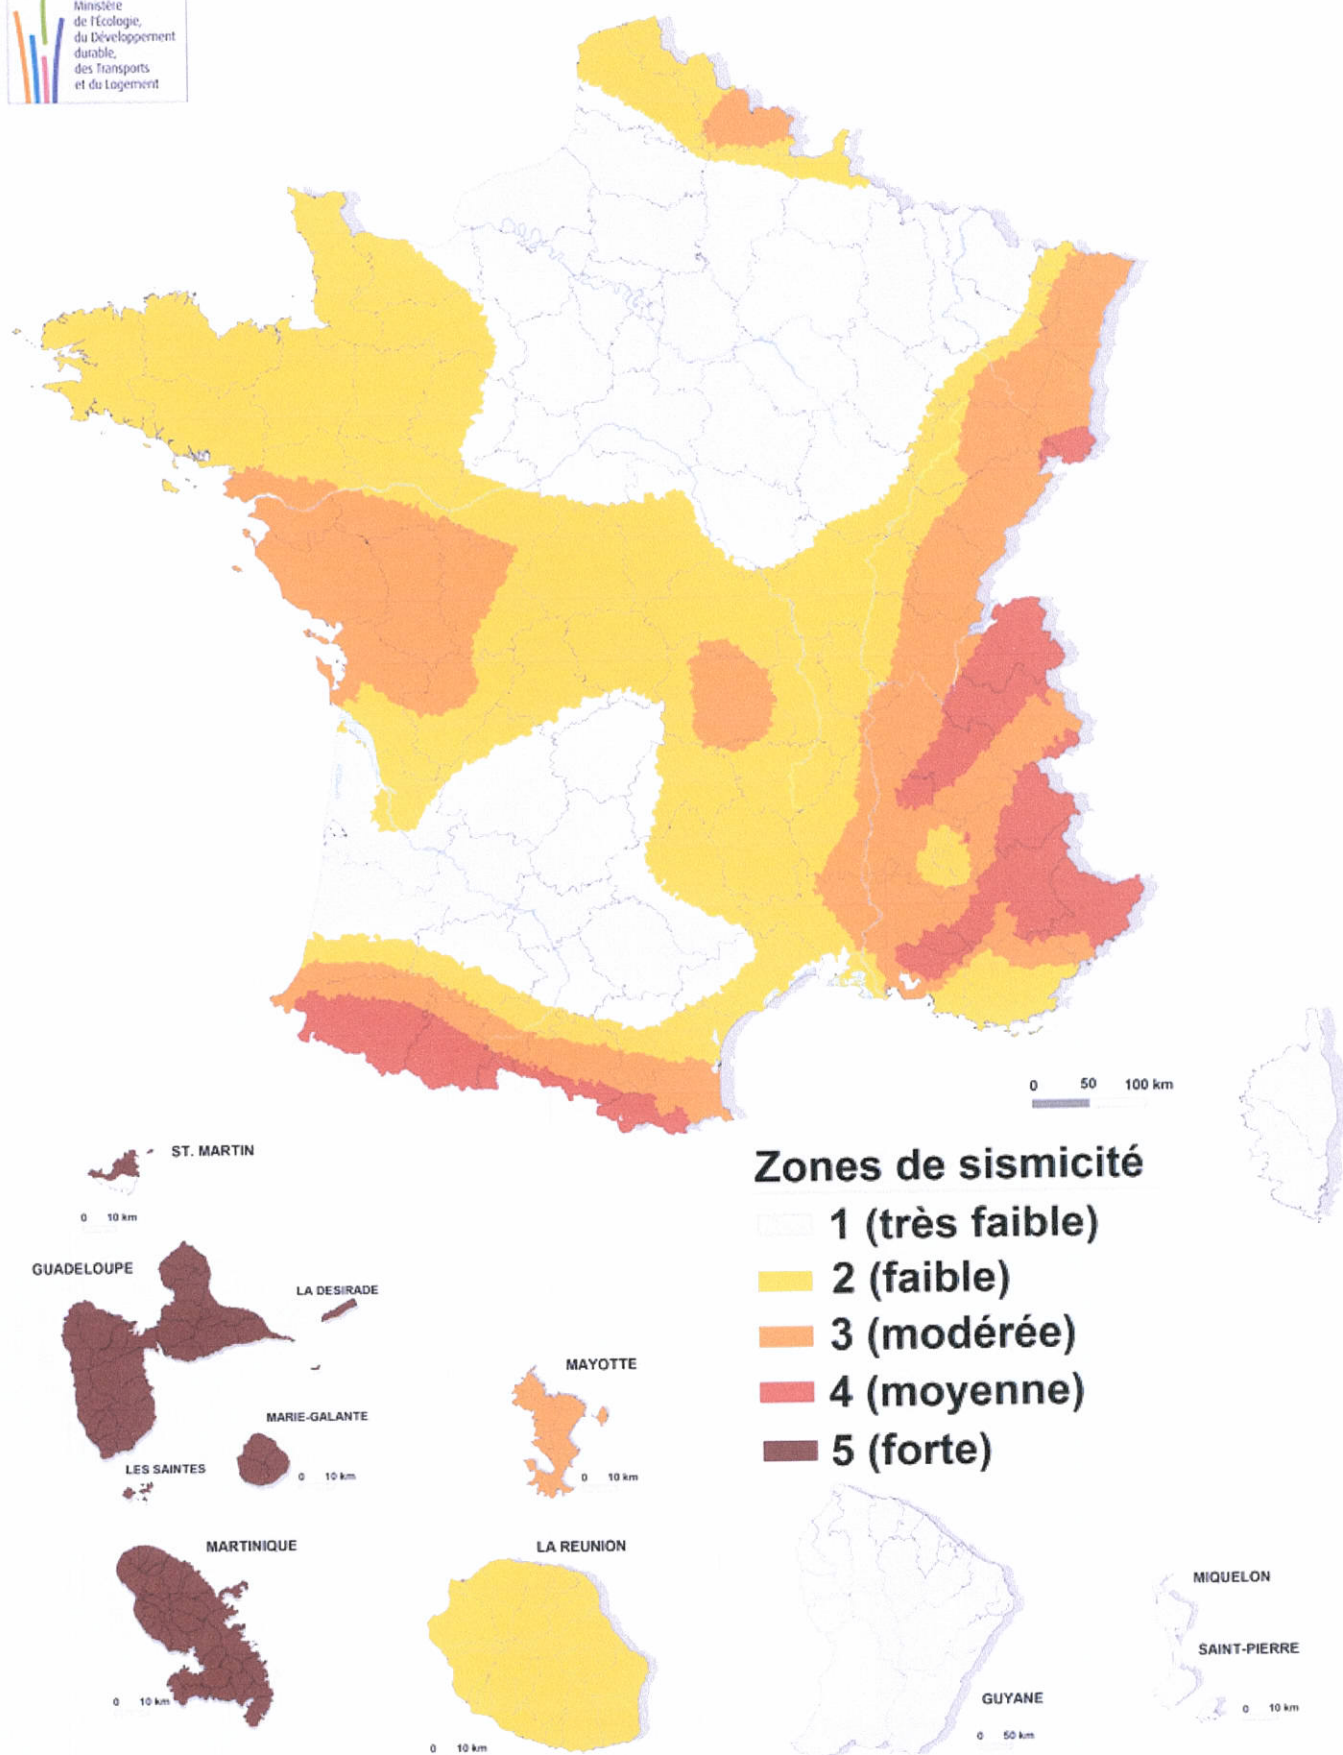 Ministère
de l'Écologie,
du Développement
durable,
des Transports
et du Logement
0 50 100 km
ST. MARTIN
0 10 km
GUADELOUPE
LA DESIRADE
MARIE-GALANTE
0 10 km
LES SAINTES
MAYOTTE
0 10 km
Zones de sismicité
1 (très faible)
2 (faible)
3 (modérée)
4 (moyenne)
5 (forte)
MARTINIQUE
0 10 km
LA REUNION
0 10 km
GUYANE
0 50 km
MIQUELON
SAINT-PIERRE
0 10 km